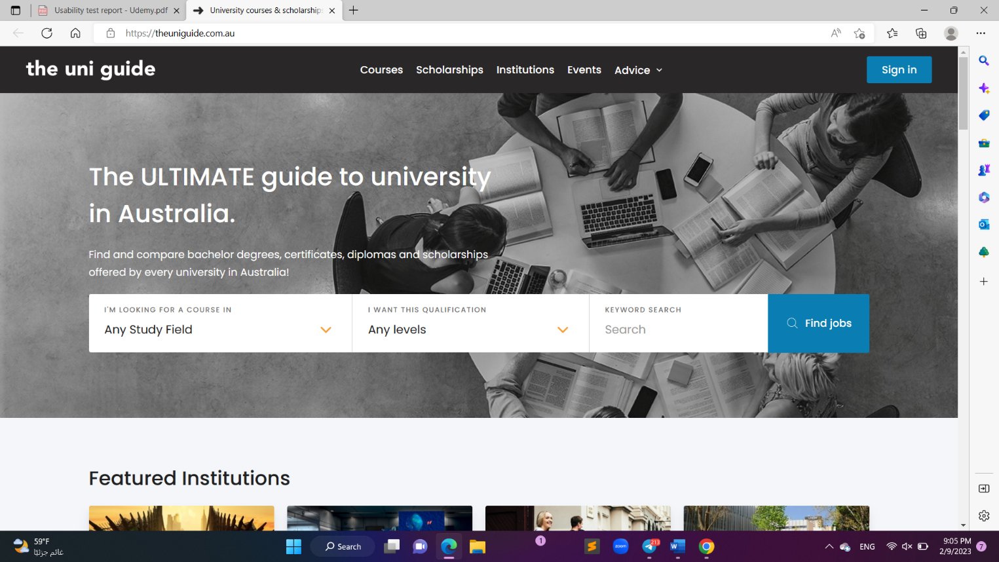 Usability test report - Udemy.pdf
University courses & scholarships
https://theuniguide.com.au
the uni guide
Courses
Scholarships
Institutions
Events
Advice
Sign in
The ULTIMATE guide to university
in Australia.
Find and compare bachelor degrees, certificates, diplomas and scholarships
offered by every university in Australia!
I'M LOOKING FOR A COURSE IN
Any Study Field
I WANT THIS QUALIFICATION
Any levels
KEYWORD SEARCH
Search
Find jobs
Featured Institutions
59°F
غائم جزئيًا
Search
1
zoom
213
ENG
9:05 PM
2/9/2023
7